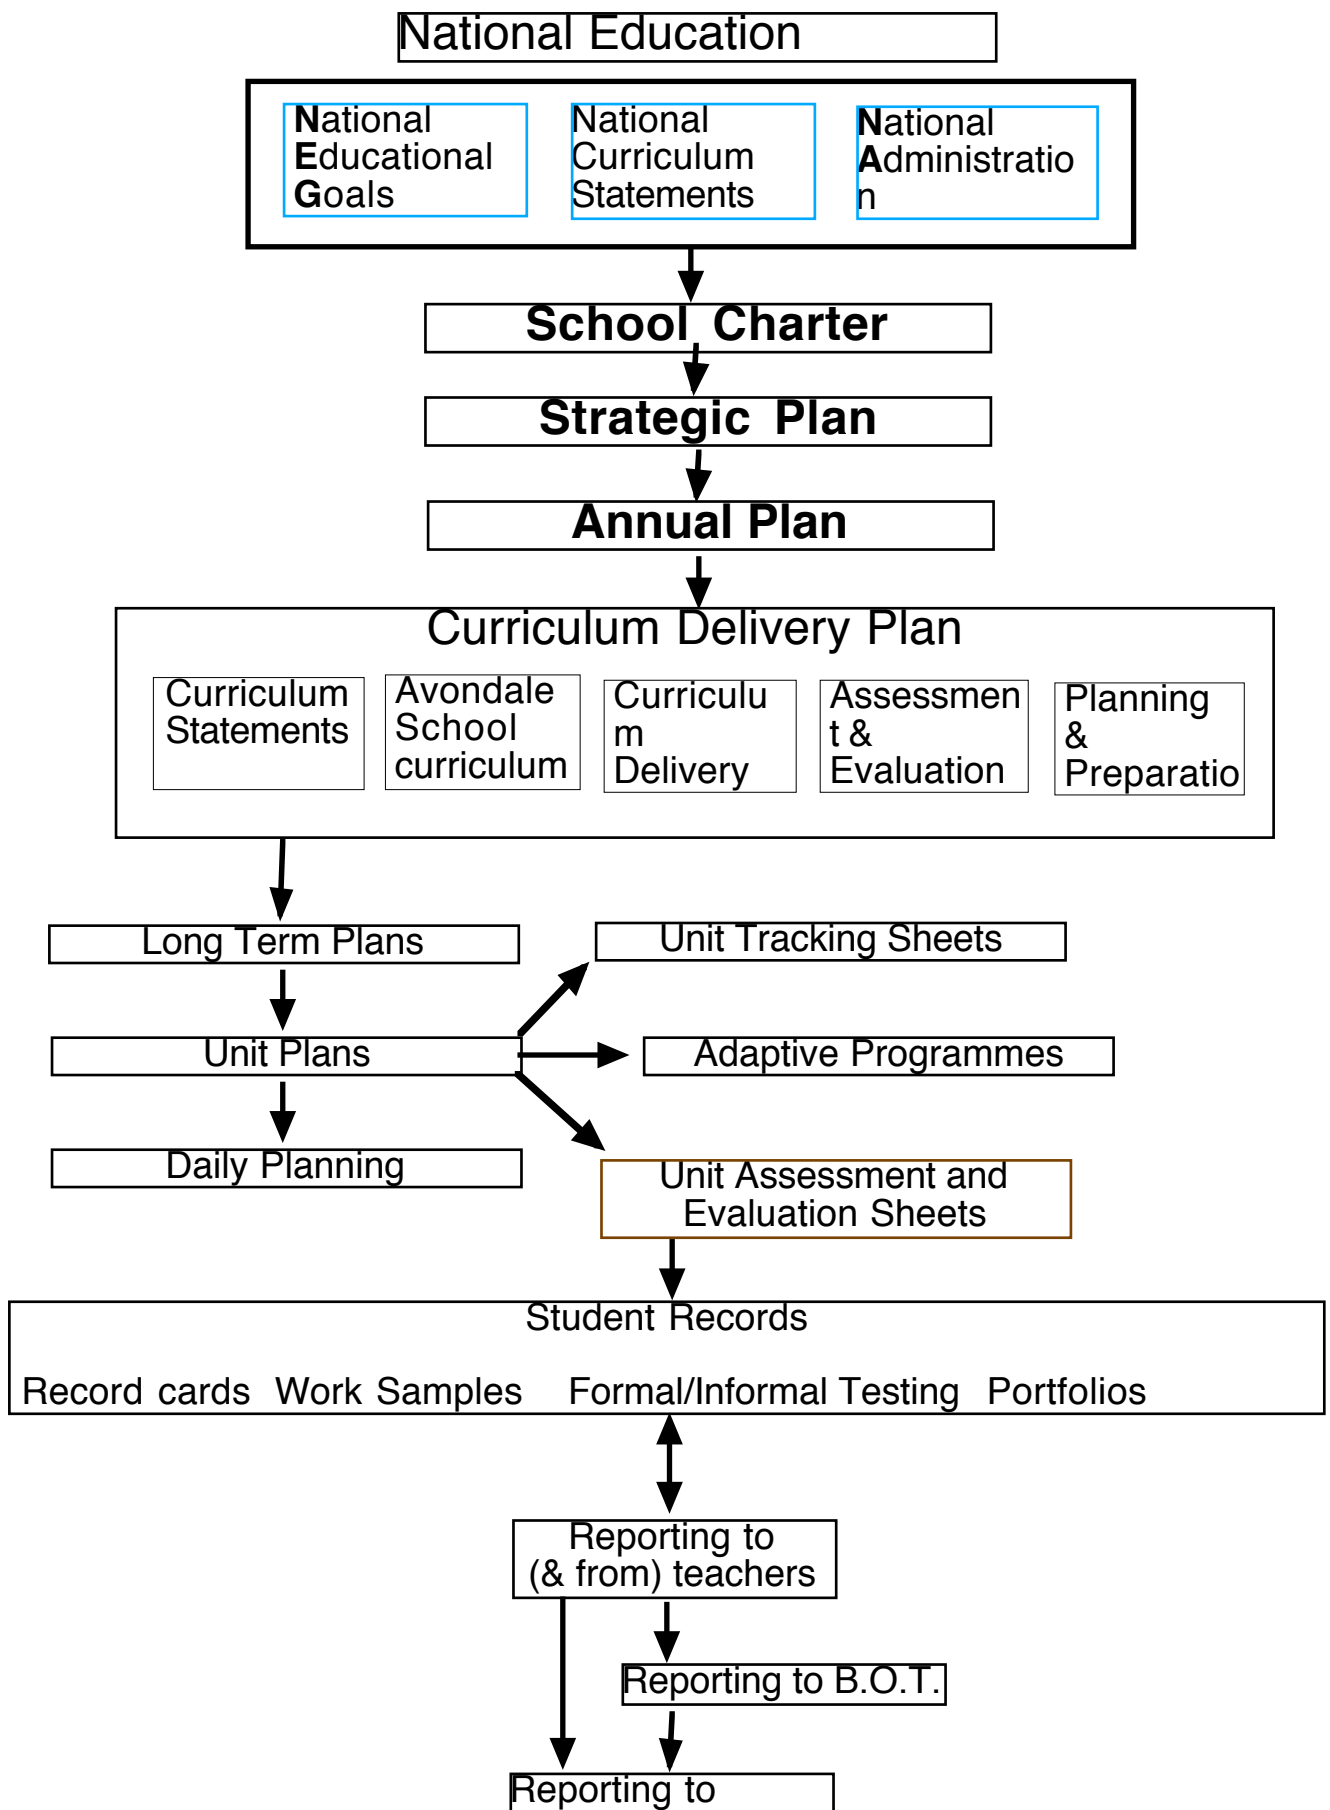 National Education
National
Educational
Goals
National
Curriculum
Statements
National
Administratio
n
School Charter
Strategic Plan
Annual Plan
Curriculum Delivery Plan
Curriculum
Statements
Avondale
School
curriculum
Curriculu
m
Delivery
Assessmen
t &
Evaluation
Planning
&
Preparatio
Long Term Plans
Unit Tracking Sheets
Unit Plans
Adaptive Programmes
Daily Planning
Unit Assessment and
Evaluation Sheets
Student Records
Record cards Work Samples Formal/Informal Testing Portfolios
Reporting to
(& from) teachers
Reporting to B.O.T.
Reporting to